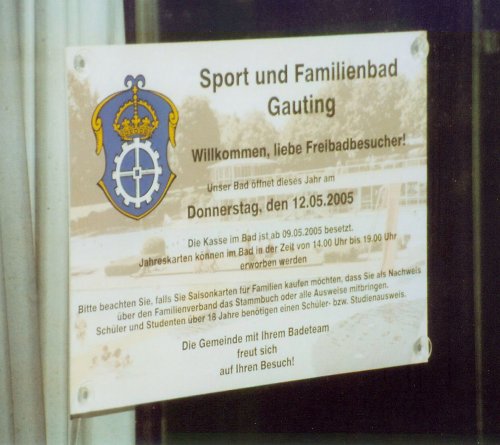 Sport und Familienbad
Gauting
Willkommen, liebe Freibadbesucher!
Unser Bad öffnet dieses Jahr am
Donnerstag, den 12.05.2005
Die Kasse im Bad ist ab 09.05.2005 besetzt.
Jahreskarten können im Bad in der Zeit von 14.00 Uhr bis 19.00 Uhr
erworben werden
Bitte beachten Sie, falls Sie Saisonkarten für Familien kaufen möchten, dass Sie als Nachweis
über den Familienverband das Stammbuch oder alle Ausweise mitbringen.
Schüler und Studenten über 18 Jahre benötigen einen Schüler- bzw. Studienausweis.
Die Gemeinde mit Ihrem Badeteam
freut sich
auf Ihren Besuch!